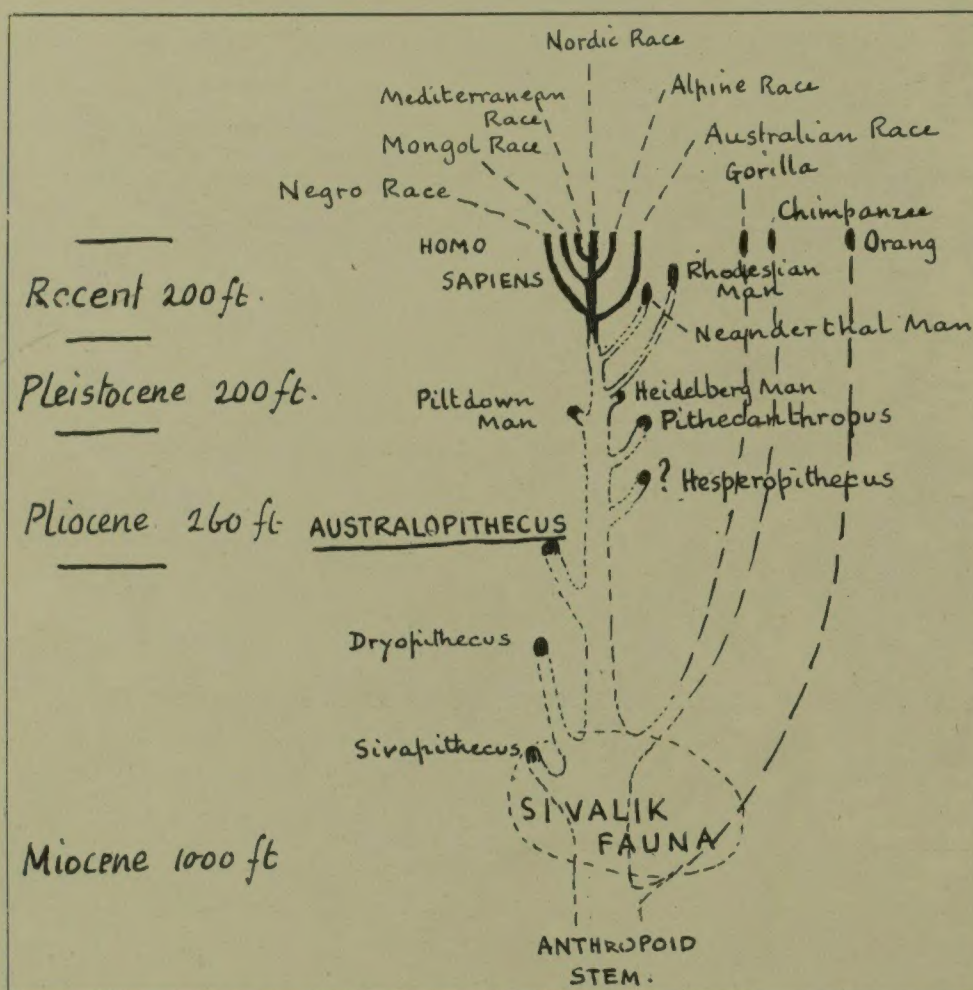 Nordic Race
Mediterranean
Race
Alpine Race
Mongol Race
Australian Race
Negro Race
Gorilla
Chimpanzee
Orang
HOMO
SAPIENS
Rhodesian
Man
Recent 200 ft.
Neanderthal Man
Pleistocene 200 ft.
Piltdown
Man
Heidelberg Man
Pithecanthropus
? Hesperopithecus
Pliocene 260 ft
AUSTRALOPITHECUS
Dryopithecus
Sivapithecus
SIVALIK
FAUNA
Miocene 1000 ft
ANTHROPOID
STEM.